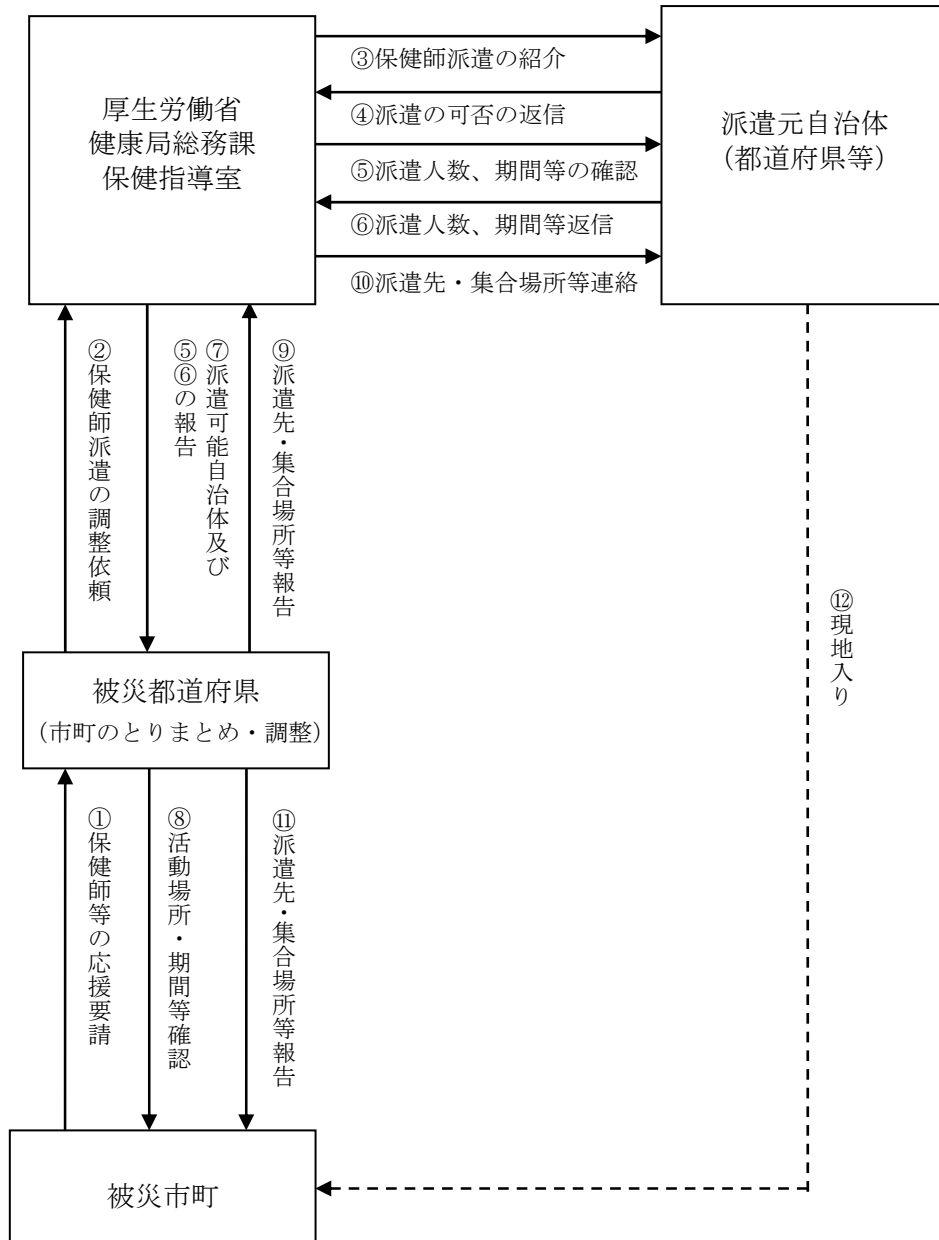 厚生労働省
健康局総務課
保健指導室
③保健師派遣の紹介
④派遣の可否の返信
⑤派遣人数、期間等の確認
⑥派遣人数、期間等返信
⑩派遣先・集合場所等連絡
派遣元自治体
（都道府県等）
②保健師派遣の調整依頼
⑦派遣可能自治体及び
⑤⑥の報告
⑨派遣先・集合場所等報告
⑫現地入り
被災都道府県
（市町のとりまとめ・調整）
①保健師等の応援要請
⑧活動場所・期間等確認
⑪派遣先・集合場所等報告
被災市町